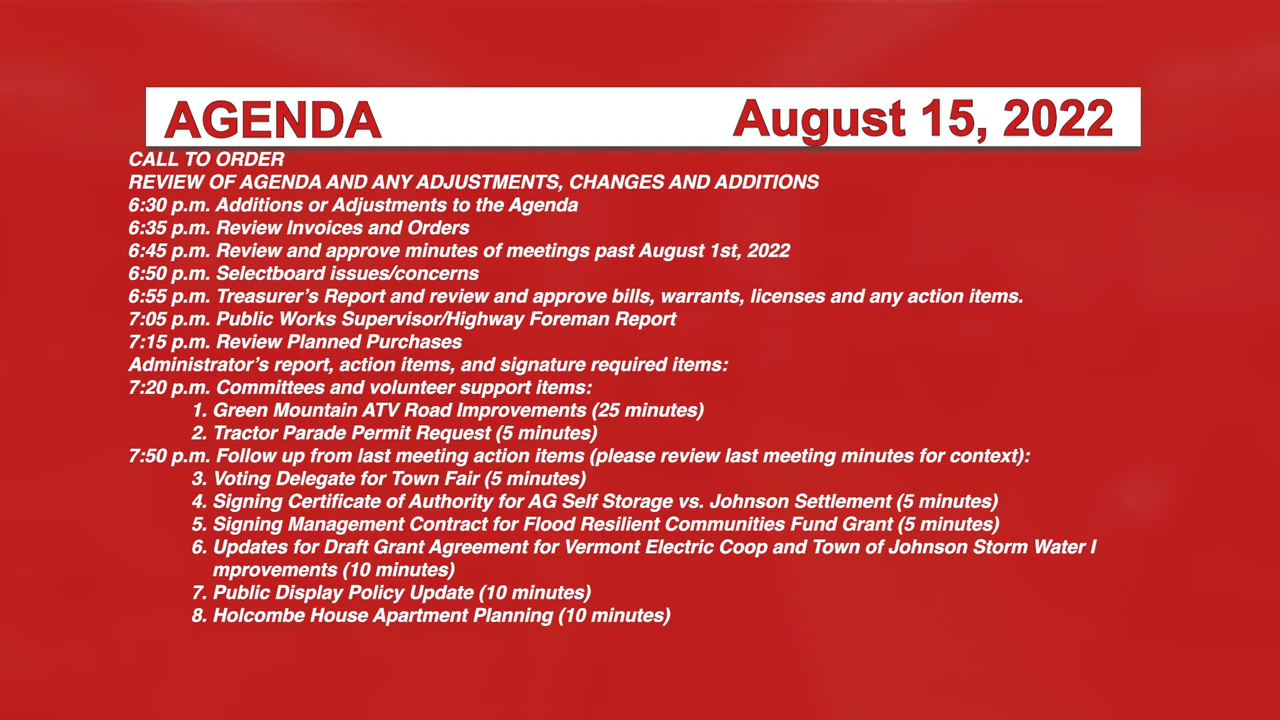 AGENDA August 15, 2022
CALL TO ORDER
REVIEW OF AGENDA AND ANY ADJUSTMENTS, CHANGES AND ADDITIONS
6:30 p.m. Additions or Adjustments to the Agenda
6:35 p.m. Review Invoices and Orders
6:45 p.m. Review and approve minutes of meetings past August 1st, 2022
6:50 p.m. Selectboard issues/concerns
6:55 p.m. Treasurer’s Report and review and approve bills, warrants, licenses and any action items.
7:05 p.m. Public Works Supervisor/Highway Foreman Report
7:15 p.m. Review Planned Purchases
Administrator’s report, action items, and signature required items:
7:20 p.m. Committees and volunteer support items:
1. Green Mountain ATV Road Improvements (25 minutes)
2. Tractor Parade Permit Request (5 minutes)
7:50 p.m. Follow up from last meeting action items (please review last meeting minutes for context):
3. Voting Delegate for Town Fair (5 minutes)
4. Signing Certificate of Authority for AG Self Storage vs. Johnson Settlement (5 minutes)
5. Signing Management Contract for Flood Resilient Communities Fund Grant (5 minutes)
6. Updates for Draft Grant Agreement for Vermont Electric Coop and Town of Johnson Storm Water I
mprovements (10 minutes)
7. Public Display Policy Update (10 minutes)
8. Holcombe House Apartment Planning (10 minutes)